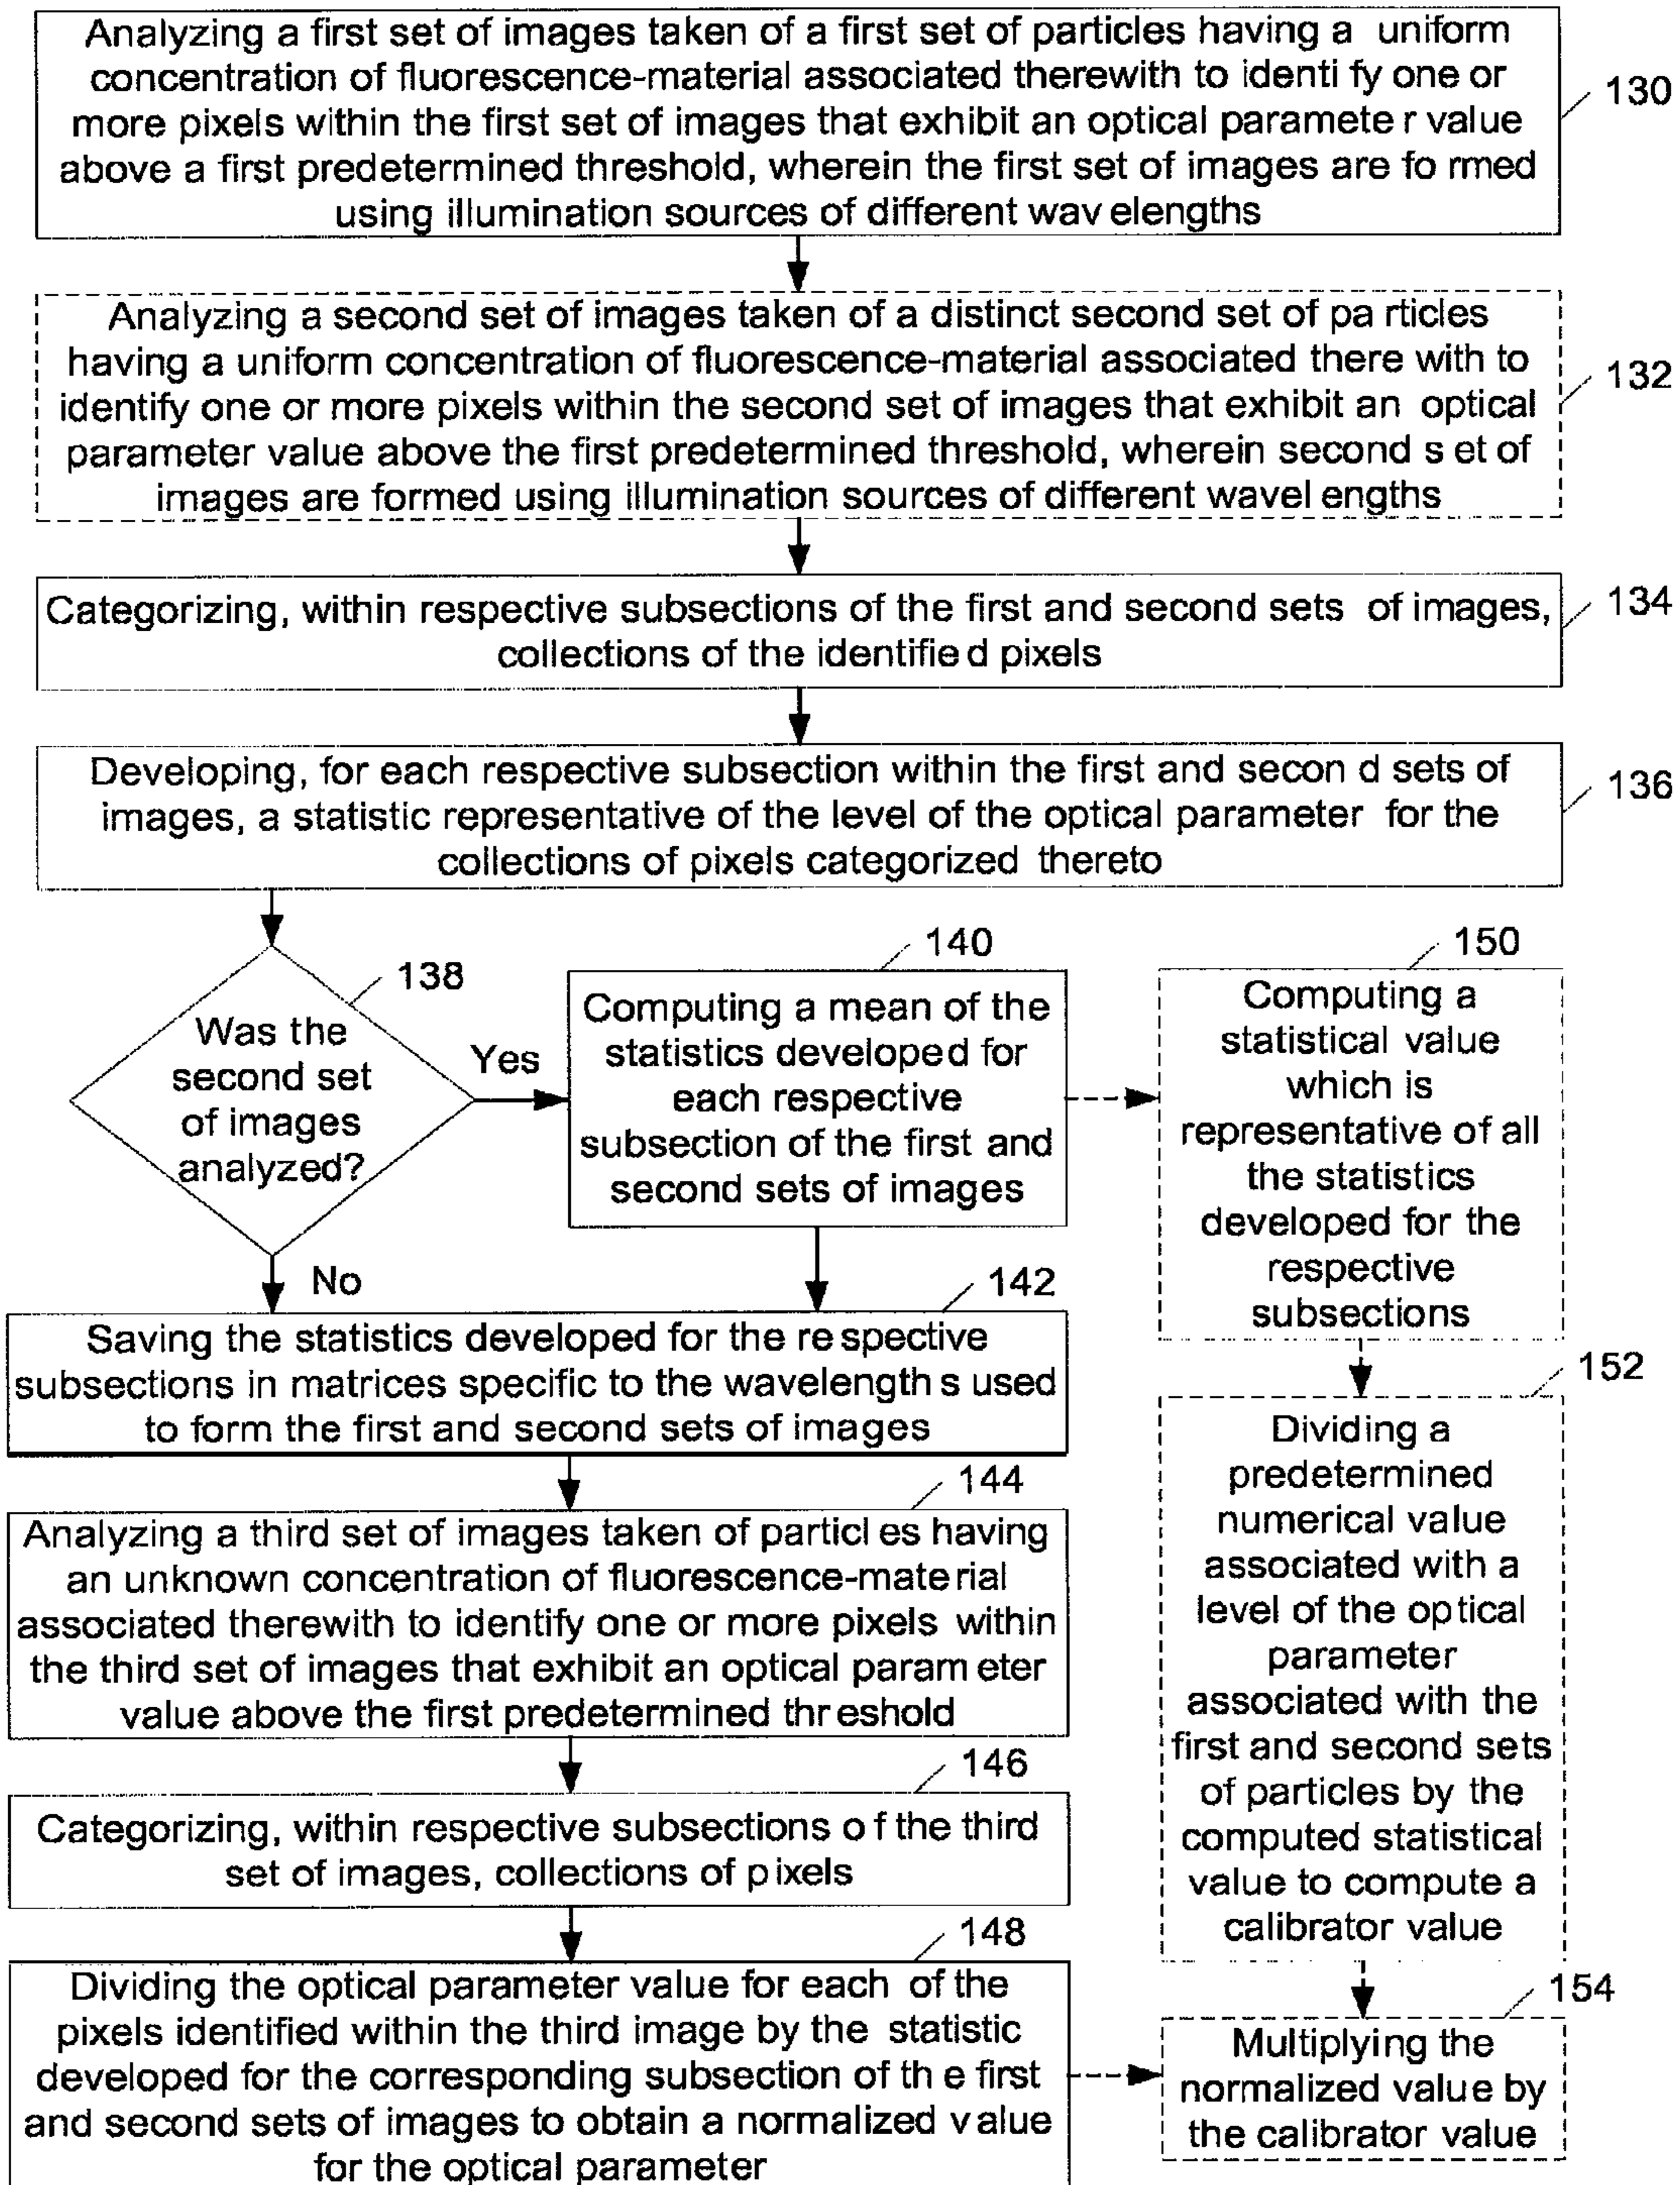 Analyzing a first set of images taken of a first set of particles having a uniform
concentration of fluorescence-material associated therewith to identi fy one or
more pixels within the first set of images that exhibit an optical paramete r value
above a first predetermined threshold, wherein the first set of images are fo rmed
using illumination sources of different wav elengths
130
Analyzing a second set of images taken of a distinct second set of pa rticles
having a uniform concentration of fluorescence-material associated there with to
identify one or more pixels within the second set of images that exhibit an optical
parameter value above the first predetermined threshold, wherein second s et of
images are formed using illumination sources of different wavel engths
132
Categorizing, within respective subsections of the first and second sets of images,
collections of the identifie d pixels
134
Developing, for each respective subsection within the first and secon d sets of
images, a statistic representative of the level of the optical parameter for the
collections of pixels categorized thereto
136
138
Was the
second set
of images
analyzed?
Yes
No
140
Computing a mean of the
statistics developed for
each respective
subsection of the first and
second sets of images
150
Computing a
statistical value
which is
representative of all
the statistics
developed for the
respective
subsections
142
Saving the statistics developed for the re spective
subsections in matrices specific to the wavelength s used
to form the first and second sets of images
152
Dividing a
predetermined
numerical value
associated with a
level of the optical
parameter
associated with the
first and second sets
of particles by the
computed statistical
value to compute a
calibrator value
144
Analyzing a third set of images taken of particl es having
an unknown concentration of fluorescence-mate rial
associated therewith to identify one or more pixels within
the third set of images that exhibit an optical param eter
value above the first predetermined thr eshold
146
Categorizing, within respective subsections o f the third
set of images, collections of p ixels
148
Dividing the optical parameter value for each of the
pixels identified within the third image by the statistic
developed for the corresponding subsection of th e first
and second sets of images to obtain a normalized v alue
for the optical parameter
154
Multiplying the
normalized value by
the calibrator value